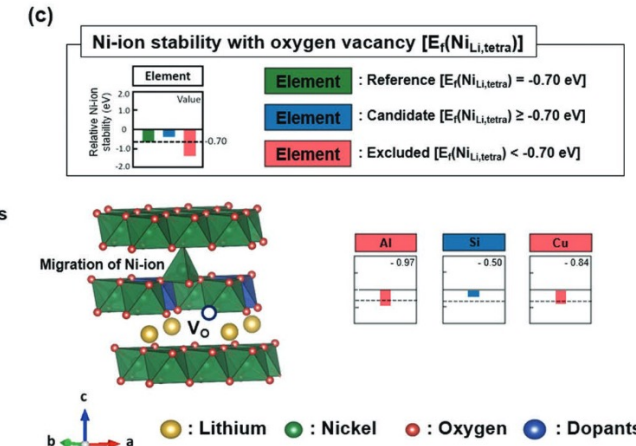 (c)
Ni-ion stability with oxygen vacancy [Ef(NiLi,tetra)]
Element
Relative Ni-ion
stability (eV)
2.0
1.0
0
-1.0
-2.0
Value
-0.70
Element : Reference [Ef(NiLi,tetra) = -0.70 eV]
Element : Candidate [Ef(NiLi,tetra) ≥ -0.70 eV]
Element : Excluded [Ef(NiLi,tetra) < -0.70 eV]
s
Migration of Ni-ion
VO
Al
Si
Cu
- 0.97
- 0.50
- 0.84
c
b
a
: Lithium
: Nickel
: Oxygen
: Dopants